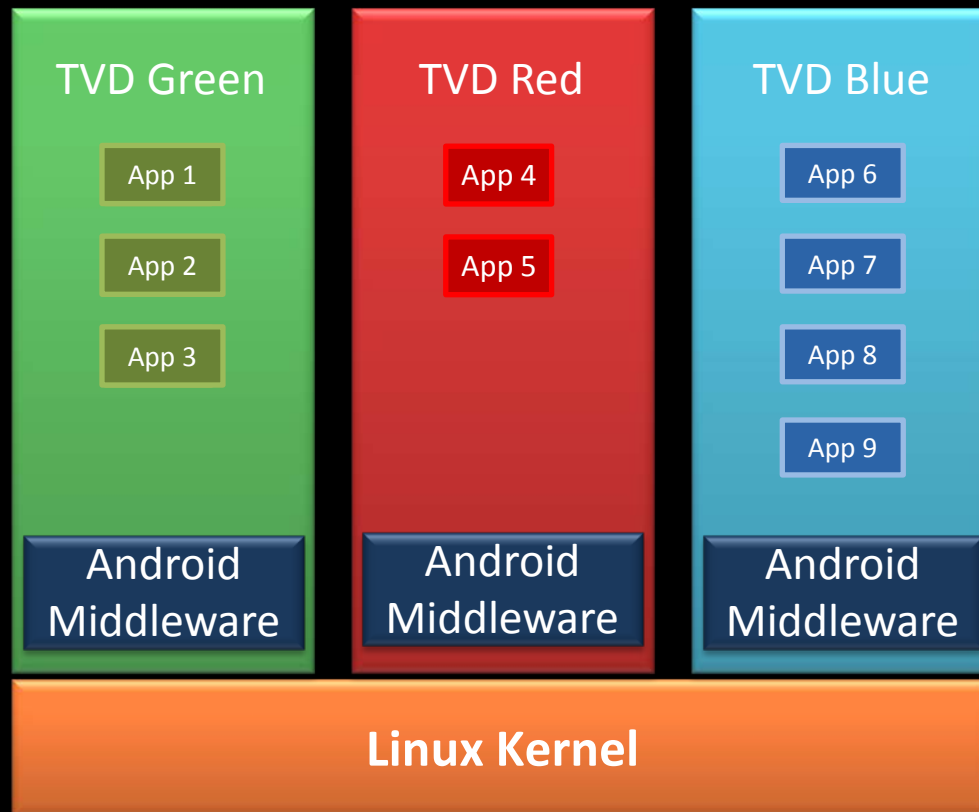 TVD Green
App 1
App 2
App 3
Android
Middleware
TVD Red
App 4
App 5
Android
Middleware
TVD Blue
App 6
App 7
App 8
App 9
Android
Middleware
Linux Kernel